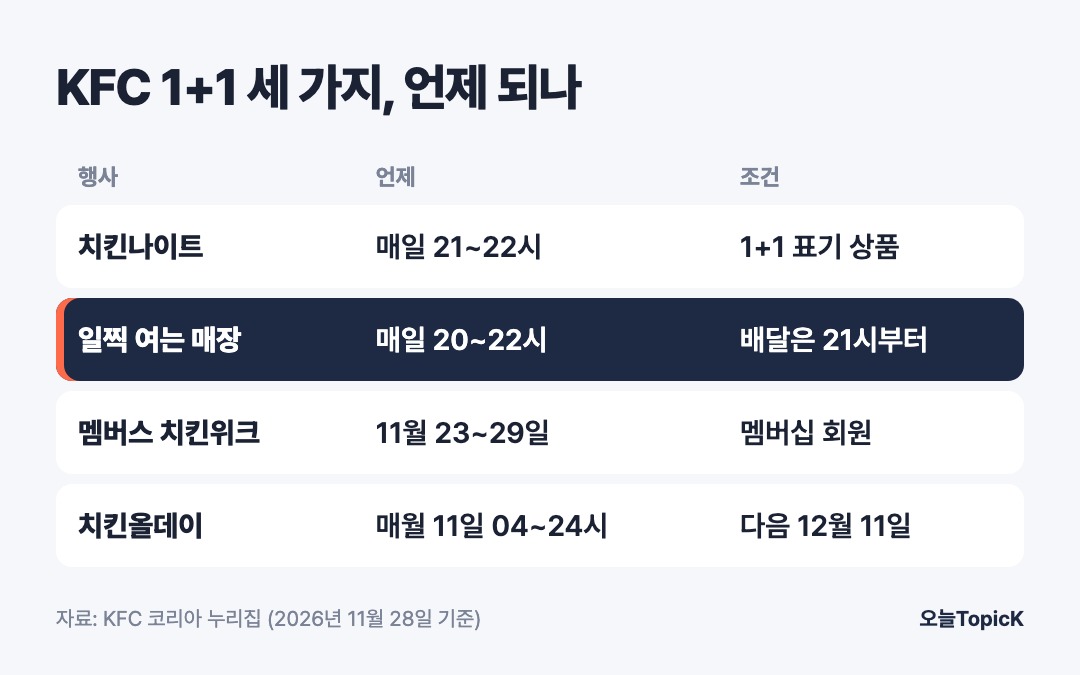 KFC 1+1 세 가지, 언제 되나
행사 언제 조건
치킨나이트 매일 21~22시 1+1 표기 상품
일찍 여는 매장 매일 20~22시 배달은 21시부터
멤버스 치킨위크 11월 23~29일 멤버십 회원
치킨올데이 매월 11일 04~24시 다음 12월 11일
자료: KFC 코리아 누리집 (2026년 11월 28일 기준) 오늘TopicK